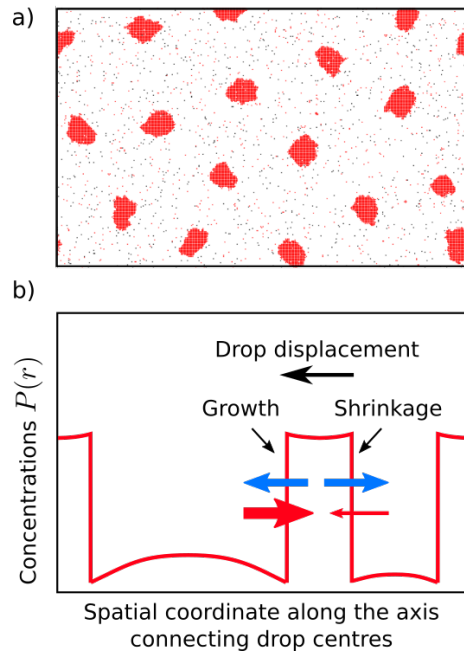 a)
b)
Drop displacement
Growth
Shrinkage
Concentrations P(r)
Spatial coordinate along the axis
connecting drop centres